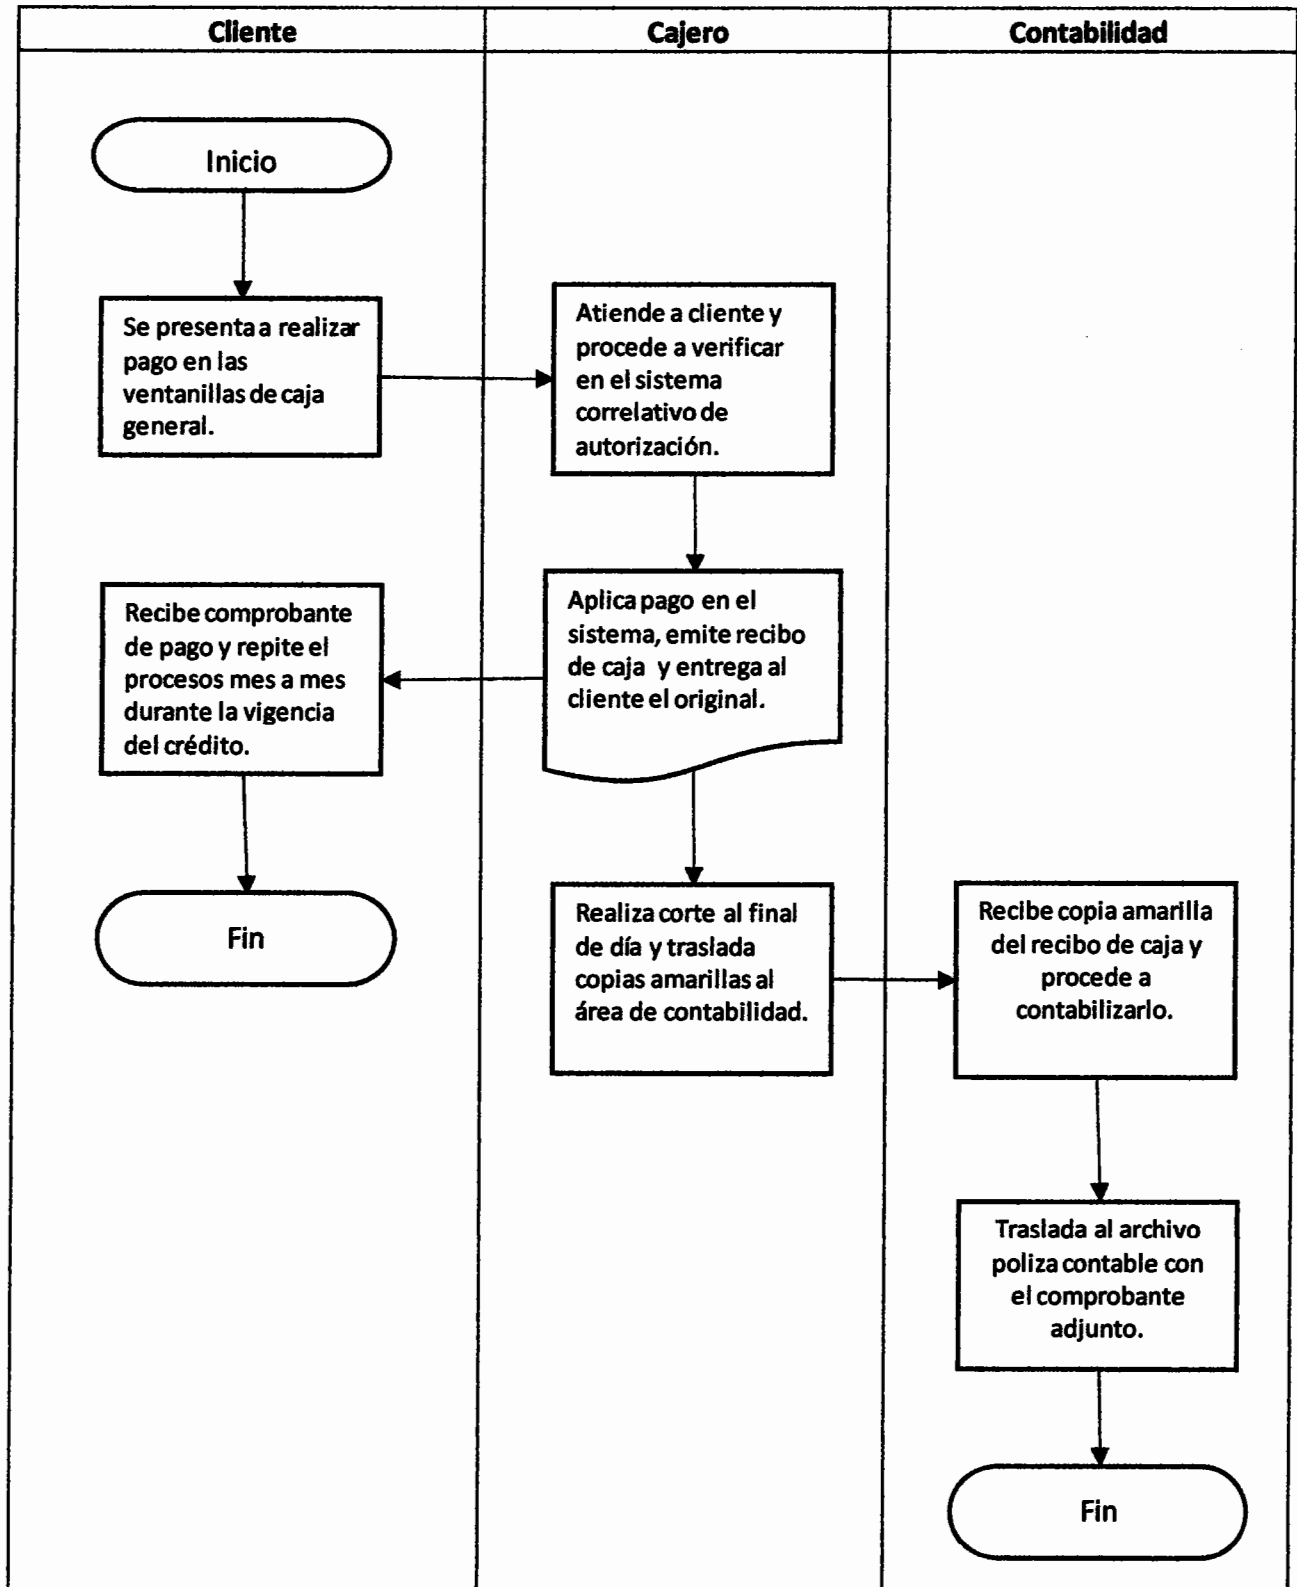 Cliente
Cajero
Contabilidad
Inicio
Se presenta a realizar
pago en las
ventanillas de caja
general.
Atiende a cliente y
procede a verificar
en el sistema
correlativo de
autorización.
Aplica pago en el
sistema, emite recibo
de caja y entrega al
cliente el original.
Recibe comprobante
de pago y repite el
procesos mes a mes
durante la vigencia
del crédito.
Fin
Realiza corte al final
de día y traslada
copias amarillas al
área de contabilidad.
Recibe copia amarilla
del recibo de caja y
procede a
contabilizarlo.
Traslada al archivo
poliza contable con
el comprobante
adjunto.
Fin